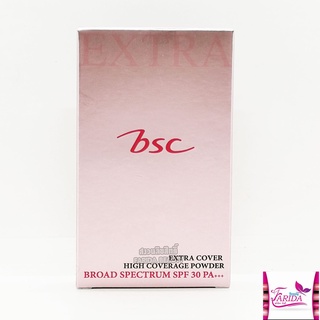 EXTRA
bsc
EXTRA COVER
HIGH COVERAGE POWDER
BROAD SPECTRUM SPF 30 PA+++
FARIDA